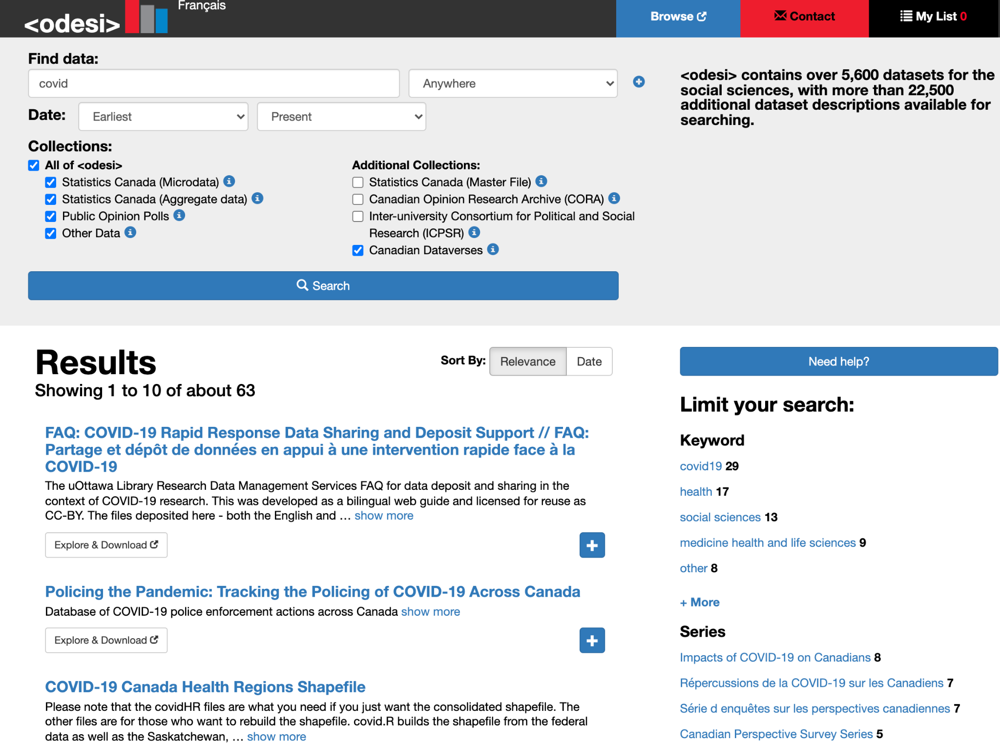 <odesi>
Français
Browse
Contact
My List 0
Find data:
covid
Anywhere
<odesi> contains over 5,600 datasets for the
social sciences, with more than 22,500
additional dataset descriptions available for
searching.
Date:
Earliest
Present
Collections:
All of <odesi>
Statistics Canada (Microdata)
Statistics Canada (Aggregate data)
Public Opinion Polls
Other Data
Additional Collections:
Statistics Canada (Master File)
Canadian Opinion Research Archive (CORA)
Inter-university Consortium for Political and Social
Research (ICPSR)
Canadian Dataverses
Search
Results
Showing 1 to 10 of about 63
Sort By:
Relevance
Date
FAQ: COVID-19 Rapid Response Data Sharing and Deposit Support // FAQ:
Partage et dépôt de données en appui à une intervention rapide face à la
COVID-19
The uOttawa Library Research Data Management Services FAQ for data deposit and sharing in the
context of COVID-19 research. This was developed as a bilingual web guide and licensed for reuse as
CC-BY. The files deposited here - both the English and ... show more
Explore & Download
Policing the Pandemic: Tracking the Policing of COVID-19 Across Canada
Database of COVID-19 police enforcement actions across Canada show more
Explore & Download
COVID-19 Canada Health Regions Shapefile
Please note that the covidHR files are what you need if you just want the consolidated shapefile. The
other files are for those who want to rebuild the shapefile. covid.R builds the shapefile from the federal
data as well as the Saskatchewan, ... show more
Need help?
Limit your search:
Keyword
covid19 29
health 17
social sciences 13
medicine health and life sciences 9
other 8
+ More
Series
Impacts of COVID-19 on Canadians 8
Répercussions de la COVID-19 sur les Canadiens 7
Série d enquêtes sur les perspectives canadiennes 7
Canadian Perspective Survey Series 5